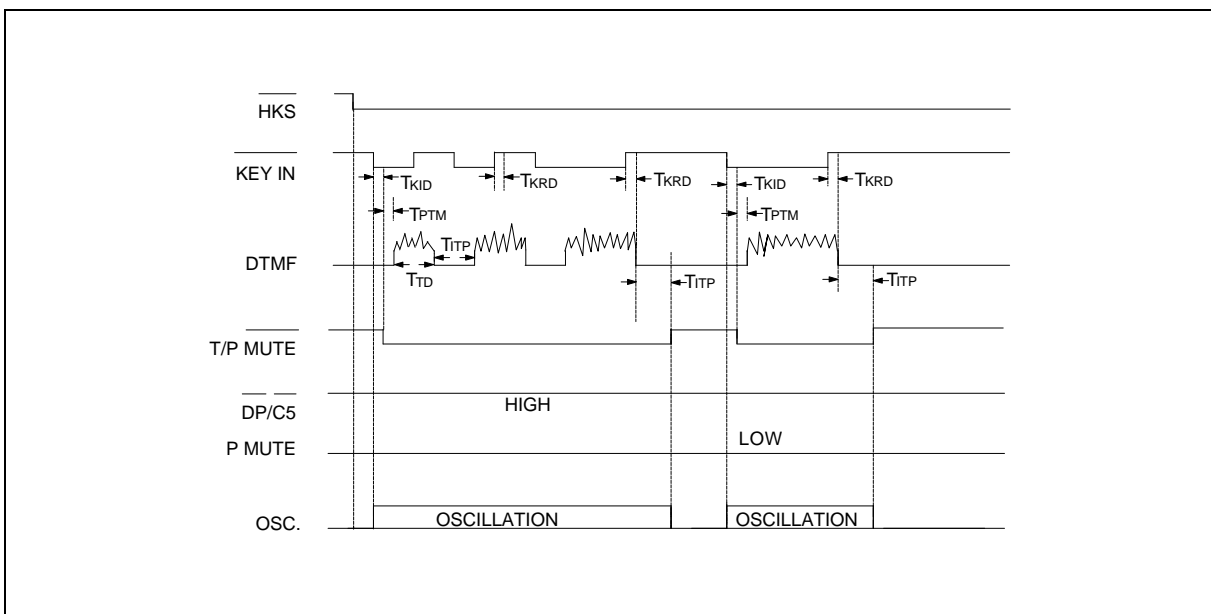 HKS
KEY IN
TKID
TKRD
TKRD
TKID
TKRD
TPTM
TPTM
DTMF
TITP
TTD
TITP
TITP
T/P MUTE
DP/C5
HIGH
P MUTE
LOW
OSC.
OSCILLATION
OSCILLATION